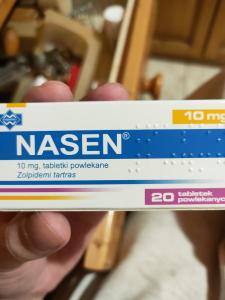 10 mg
NASEN®
10 mg, tabletki powlekane
Zolpidemi tartras
20 tabletek
powlekanych